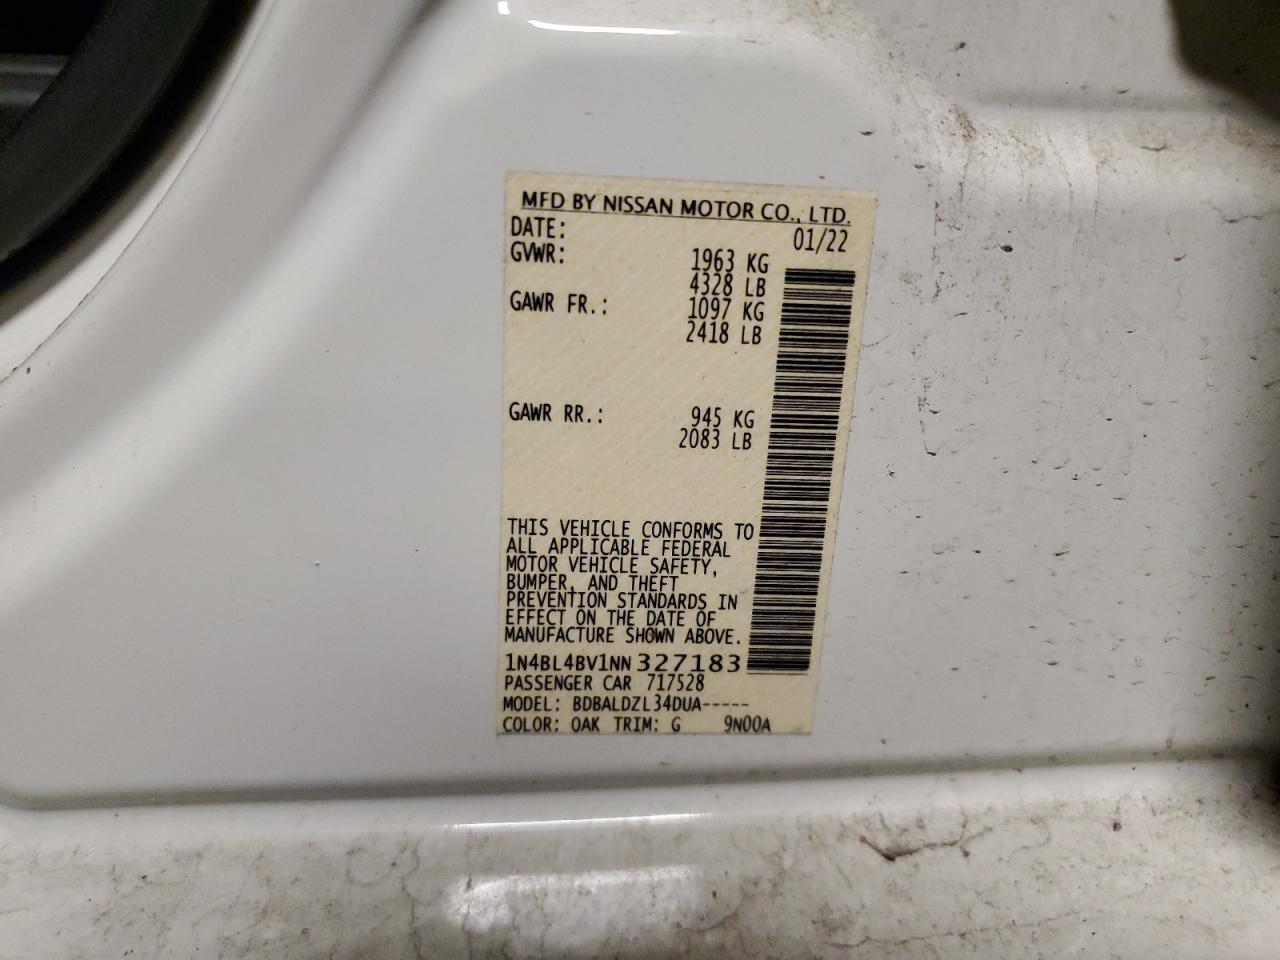 MFD BY NISSAN MOTOR CO., LTD.
DATE: 01/22
GVWR: 1963 KG
4328 LB
GAWR FR.: 1097 KG
2418 LB
GAWR RR.: 945 KG
2083 LB
THIS VEHICLE CONFORMS TO
ALL APPLICABLE FEDERAL
MOTOR VEHICLE SAFETY,
BUMPER, AND THEFT
PREVENTION STANDARDS IN
EFFECT ON THE DATE OF
MANUFACTURE SHOWN ABOVE.
1N4BL4BV1NN327183
PASSENGER CAR 717528
MODEL: BDBALDZL34DUA-----
COLOR: QAK TRIM: G 9N00A